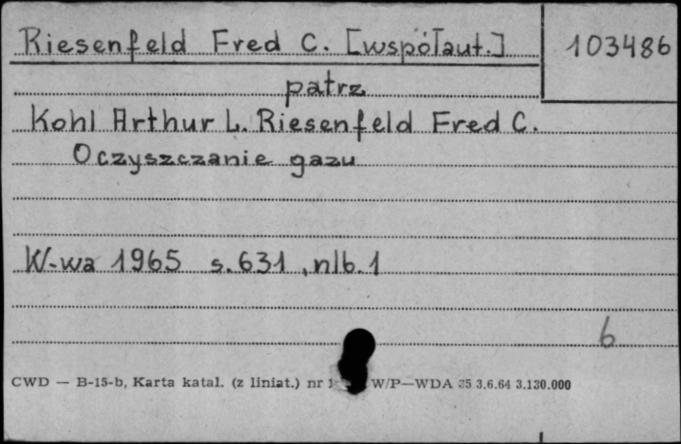 Riesenfeld Fred C. [współaut.]
103486
patrz
Kohl Arthur L. Riesenfeld Fred C.
Oczyszczanie gazu
W-wa 1965 s. 631, nlb. 1
6
CWD — B-15-b, Karta katal. (z liniat.) nr W/P—WDA 35 3.6.64 3.130.000